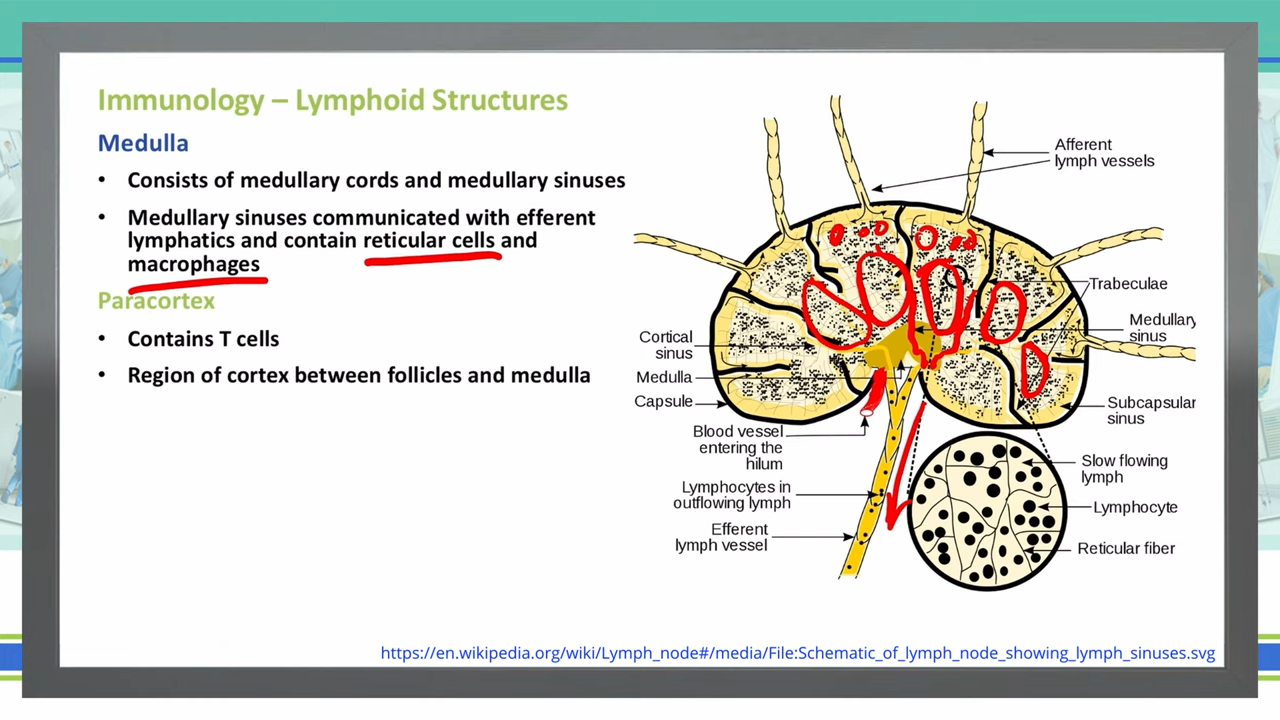 Immunology – Lymphoid Structures
Medulla
• Consists of medullary cords and medullary sinuses
• Medullary sinuses communicated with efferent
lymphatics and contain reticular cells and
macrophages
Paracortex
• Contains T cells
• Region of cortex between follicles and medulla
Afferent
lymph vessels
Trabeculae
Medullary
sinus
Subcapsular
sinus
Slow flowing
lymph
Lymphocyte
Reticular fiber
Cortical
sinus
Medulla
Capsule
Blood vessel
entering the
hilum
Lymphocytes in
outflowing lymph
Efferent
lymph vessel
https://en.wikipedia.org/wiki/Lymph_node#/media/File:Schematic_of_lymph_node_showing_lymph_sinuses.svg